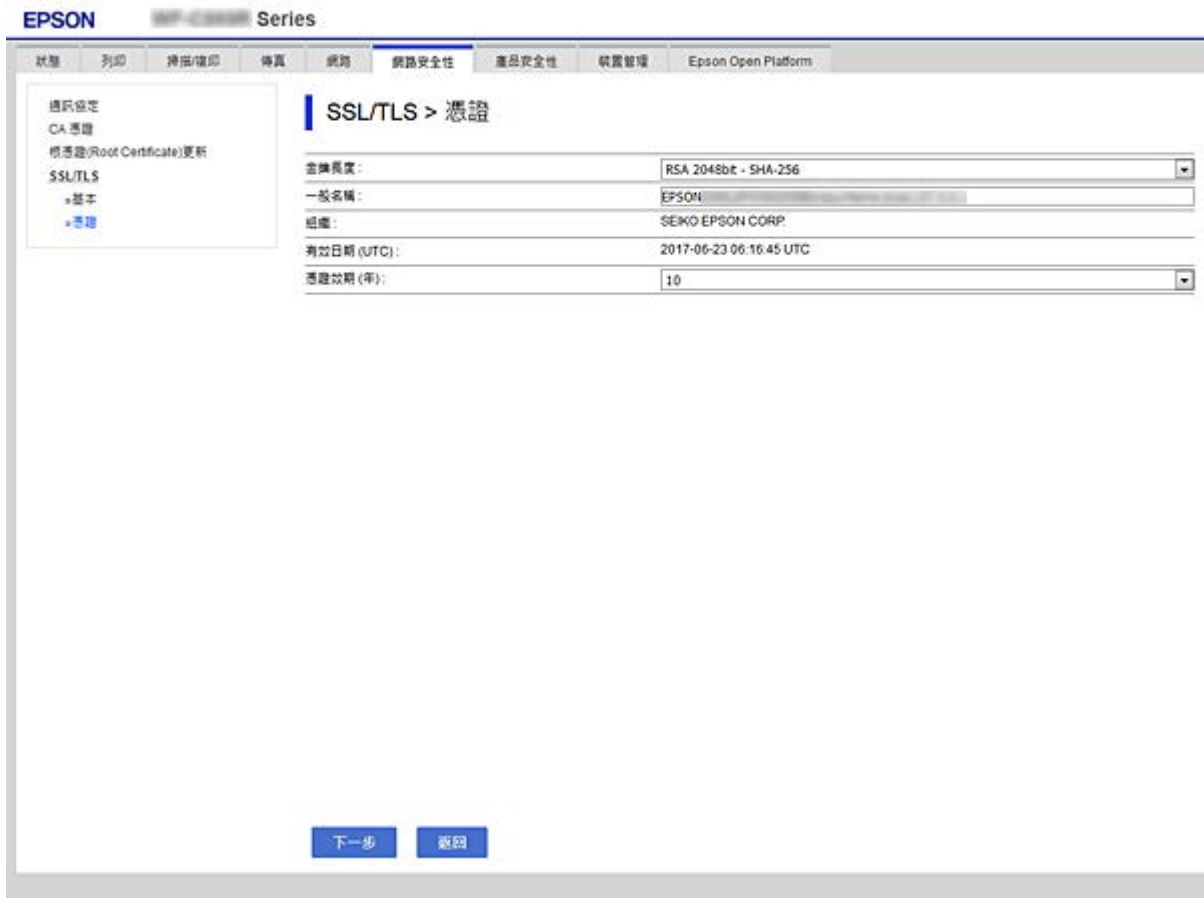 EPSON Series
狀態 列印 掃描/複印 傳真 網路 網路安全性 產品安全性 裝置管理 Epson Open Platform
通訊協定
CA 憑證
根憑證(Root Certificate)更新
SSL/TLS
»基本
»憑證
SSL/TLS > 憑證
金鑰長度 : RSA 2048bit - SHA-256
一般名稱 : EPSON
組織 : SEIKO EPSON CORP.
有效日期 (UTC) : 2017-06-23 06:16:45 UTC
憑證效期 (年) : 10
下一步 返回